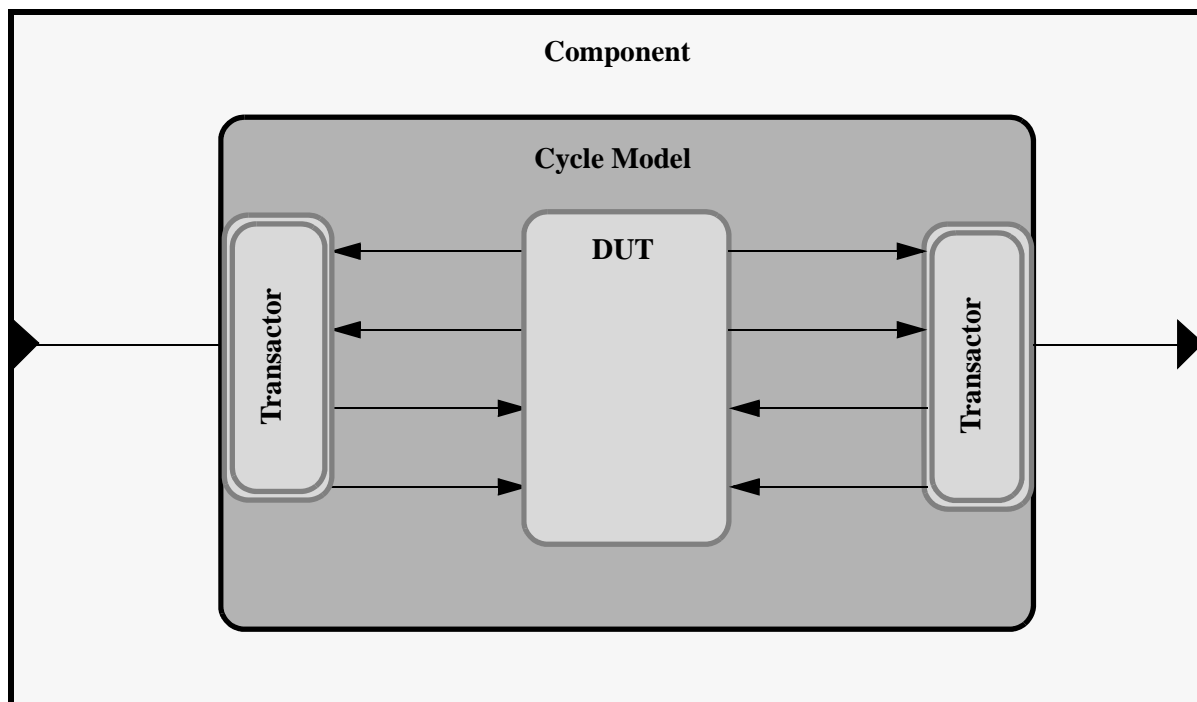 Component
Cycle Model
DUT
Transactor
Transactor